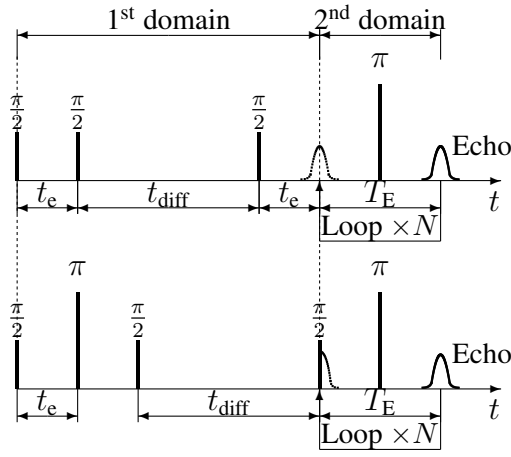 1st domain 2nd domain
π
π/2 π/2 π/2 Echo
te tdiff te TE t
Loop ×N
π π
π/2 π/2 π/2 Echo
te tdiff TE t
Loop ×N